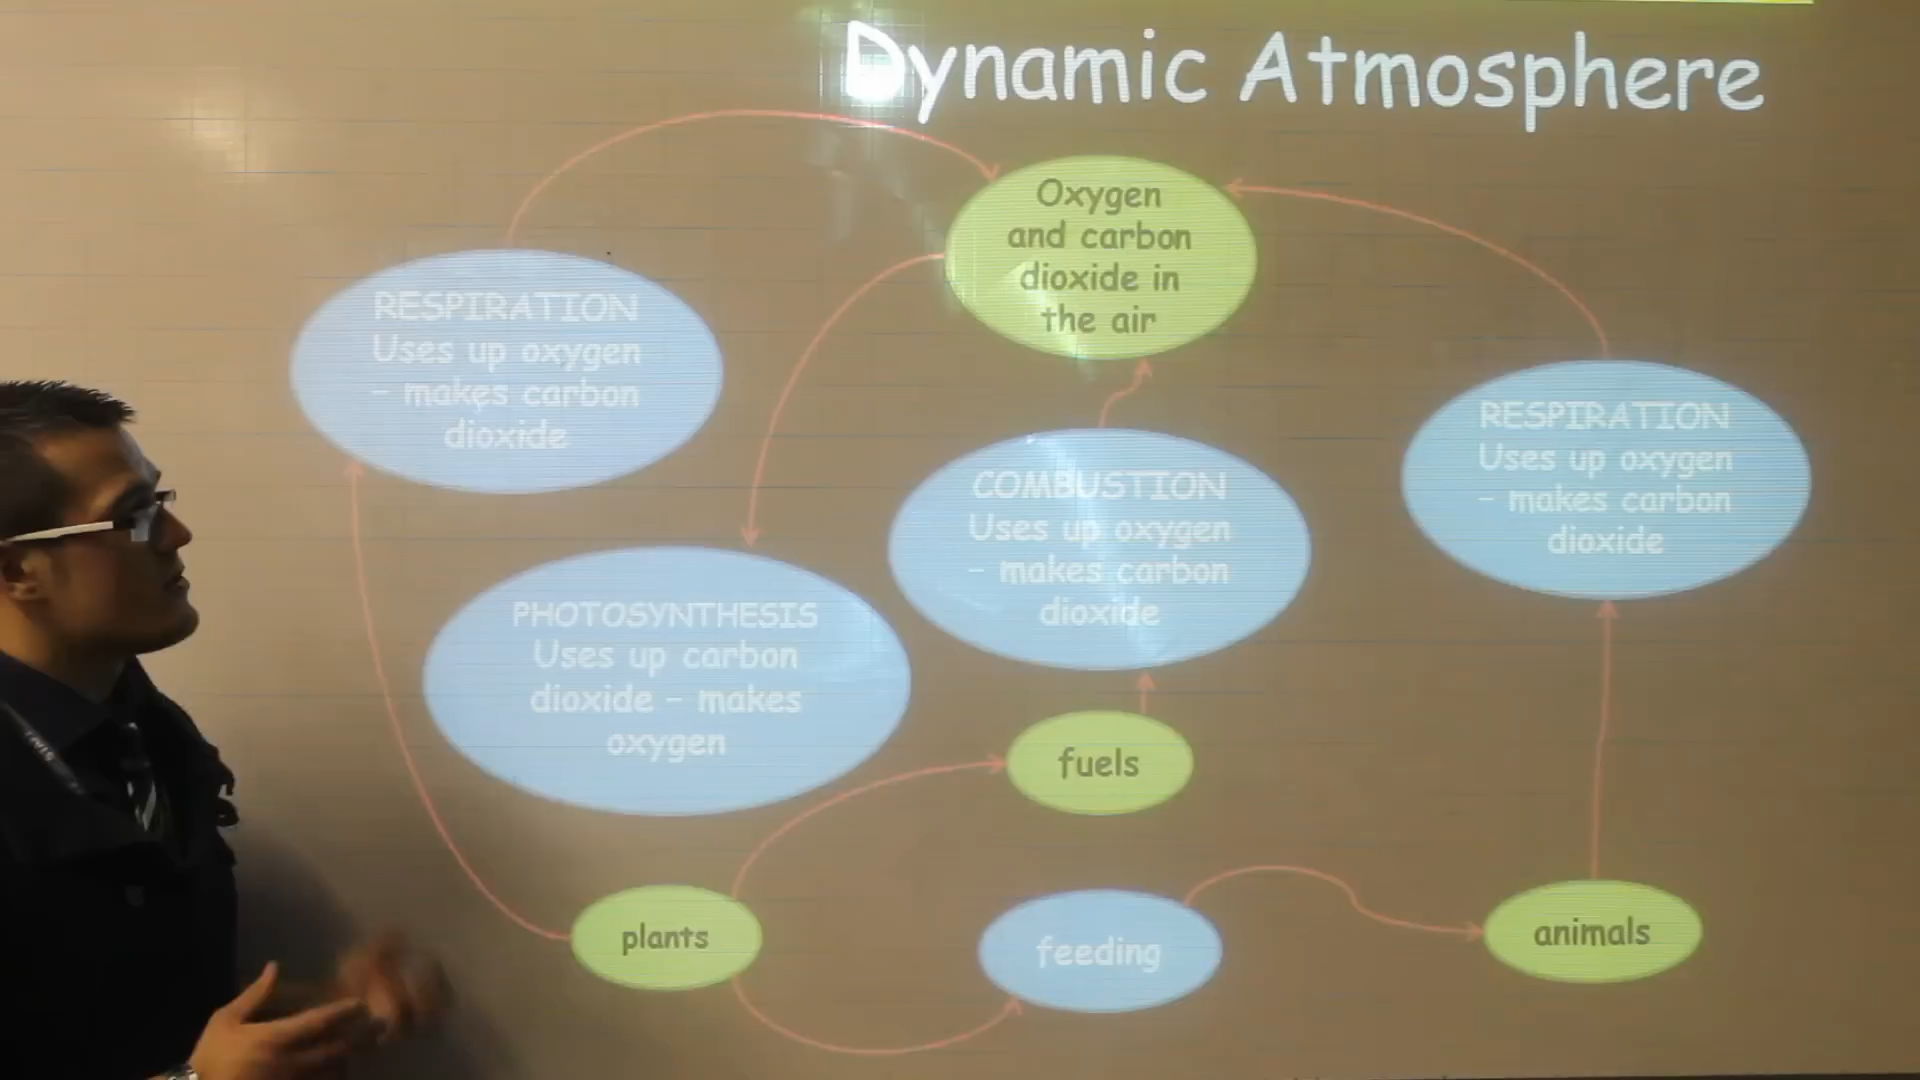 Dynamic Atmosphere
Oxygen
and carbon
dioxide in
the air
RESPIRATION
Uses up oxygen
– makes carbon
dioxide
RESPIRATION
Uses up oxygen
– makes carbon
dioxide
COMBUSTION
Uses up oxygen
– makes carbon
dioxide
PHOTOSYNTHESIS
Uses up carbon
dioxide – makes
oxygen
fuels
plants
feeding
animals